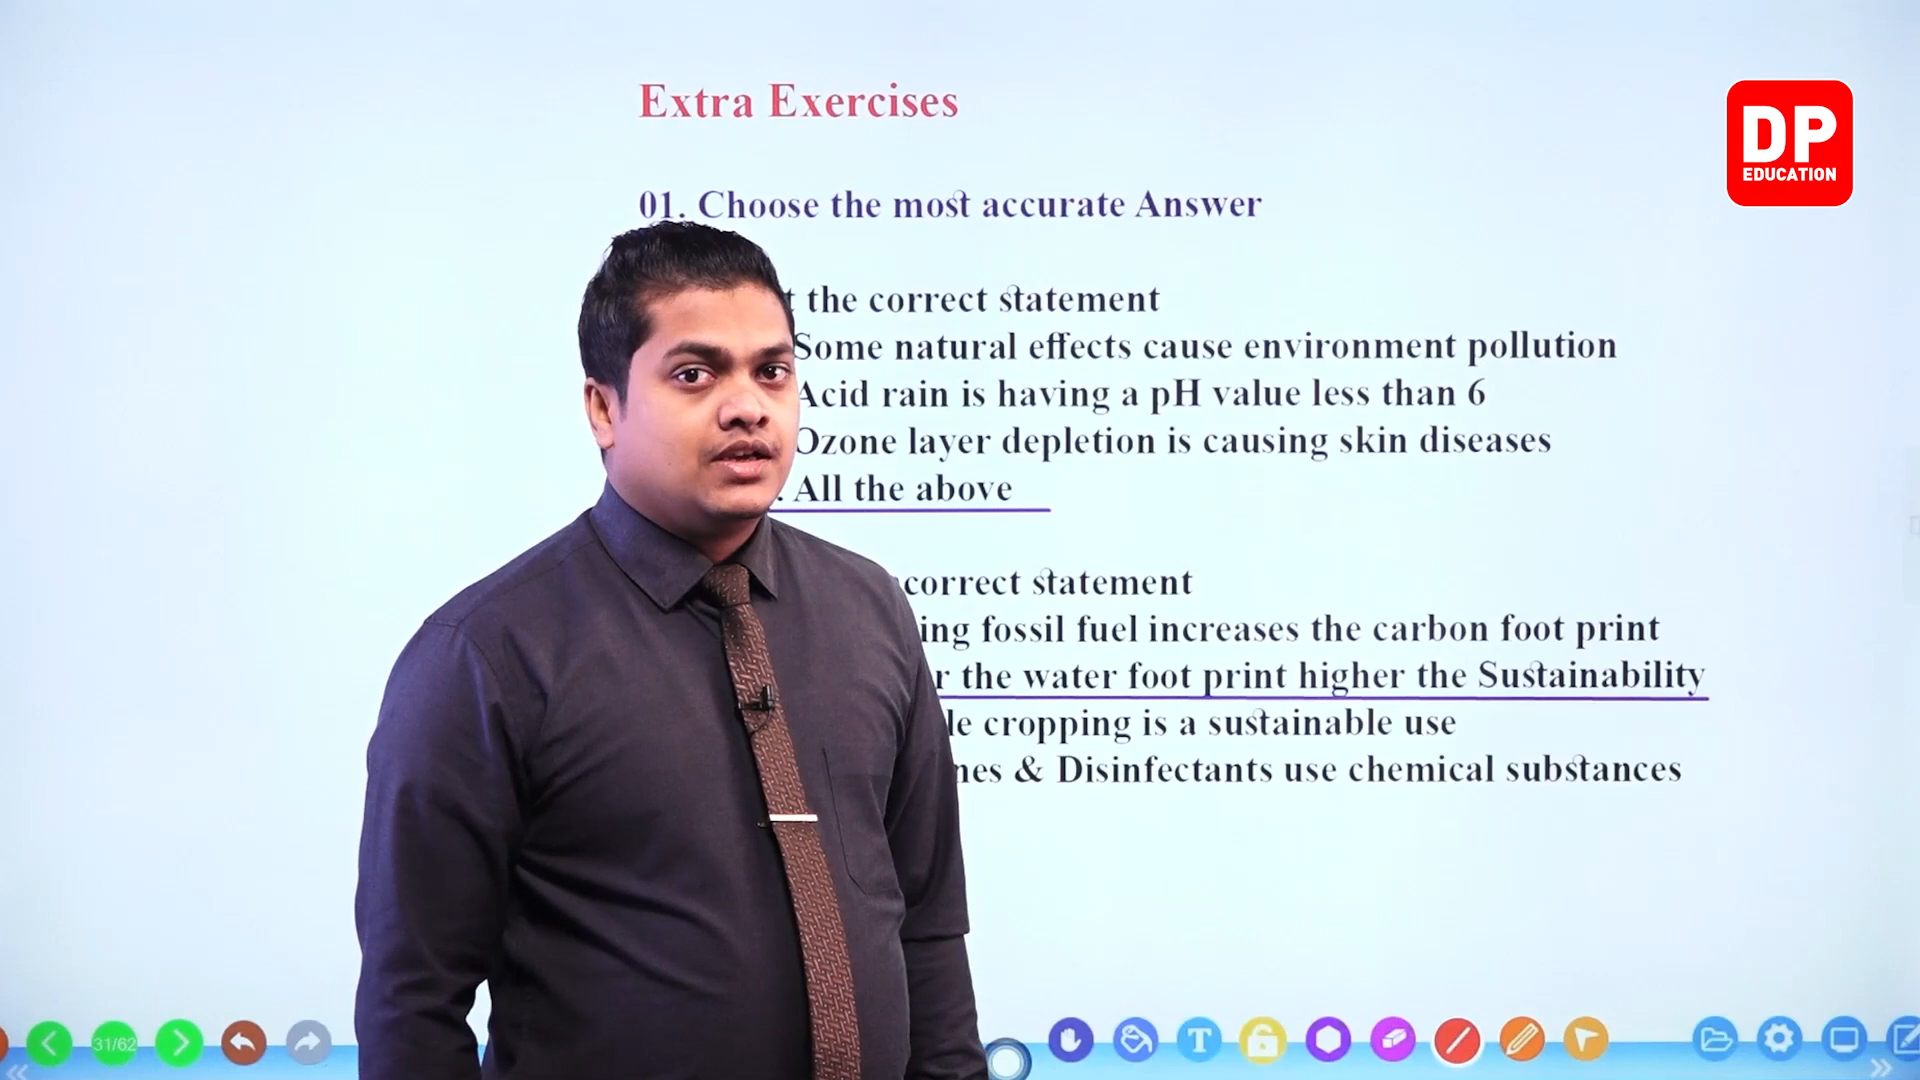 Extra Exercises
DP
EDUCATION
01. Choose the most accurate Answer
the correct statement
Some natural effects cause environment pollution
Acid rain is having a pH value less than 6
Ozone layer depletion is causing skin diseases
. All the above
correct statement
fossil fuel increases the carbon foot print
the water foot print higher the Sustainability
cropping is a sustainable use
& Disinfectants use chemical substances
31/62
T